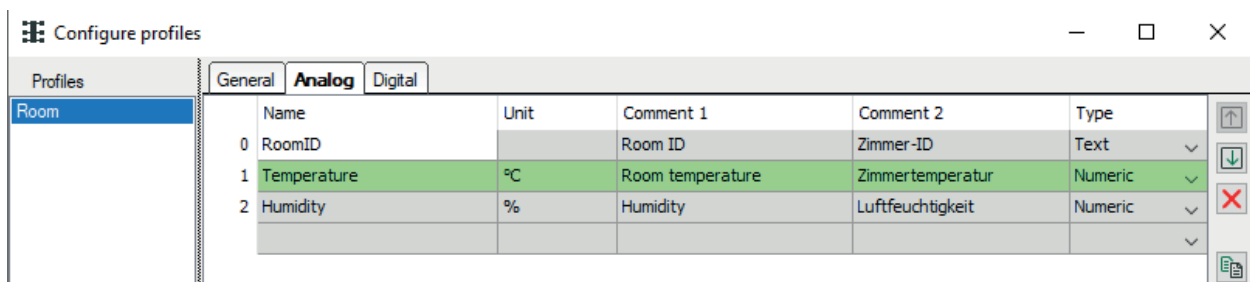 Configure profiles
Profiles
General Analog Digital
Room
Name Unit Comment 1 Comment 2 Type
0 RoomID Room ID Zimmer-ID Text
1 Temperature ºC Room temperature Zimmertemperatur Numeric
2 Humidity % Humidity Luftfeuchtigkeit Numeric